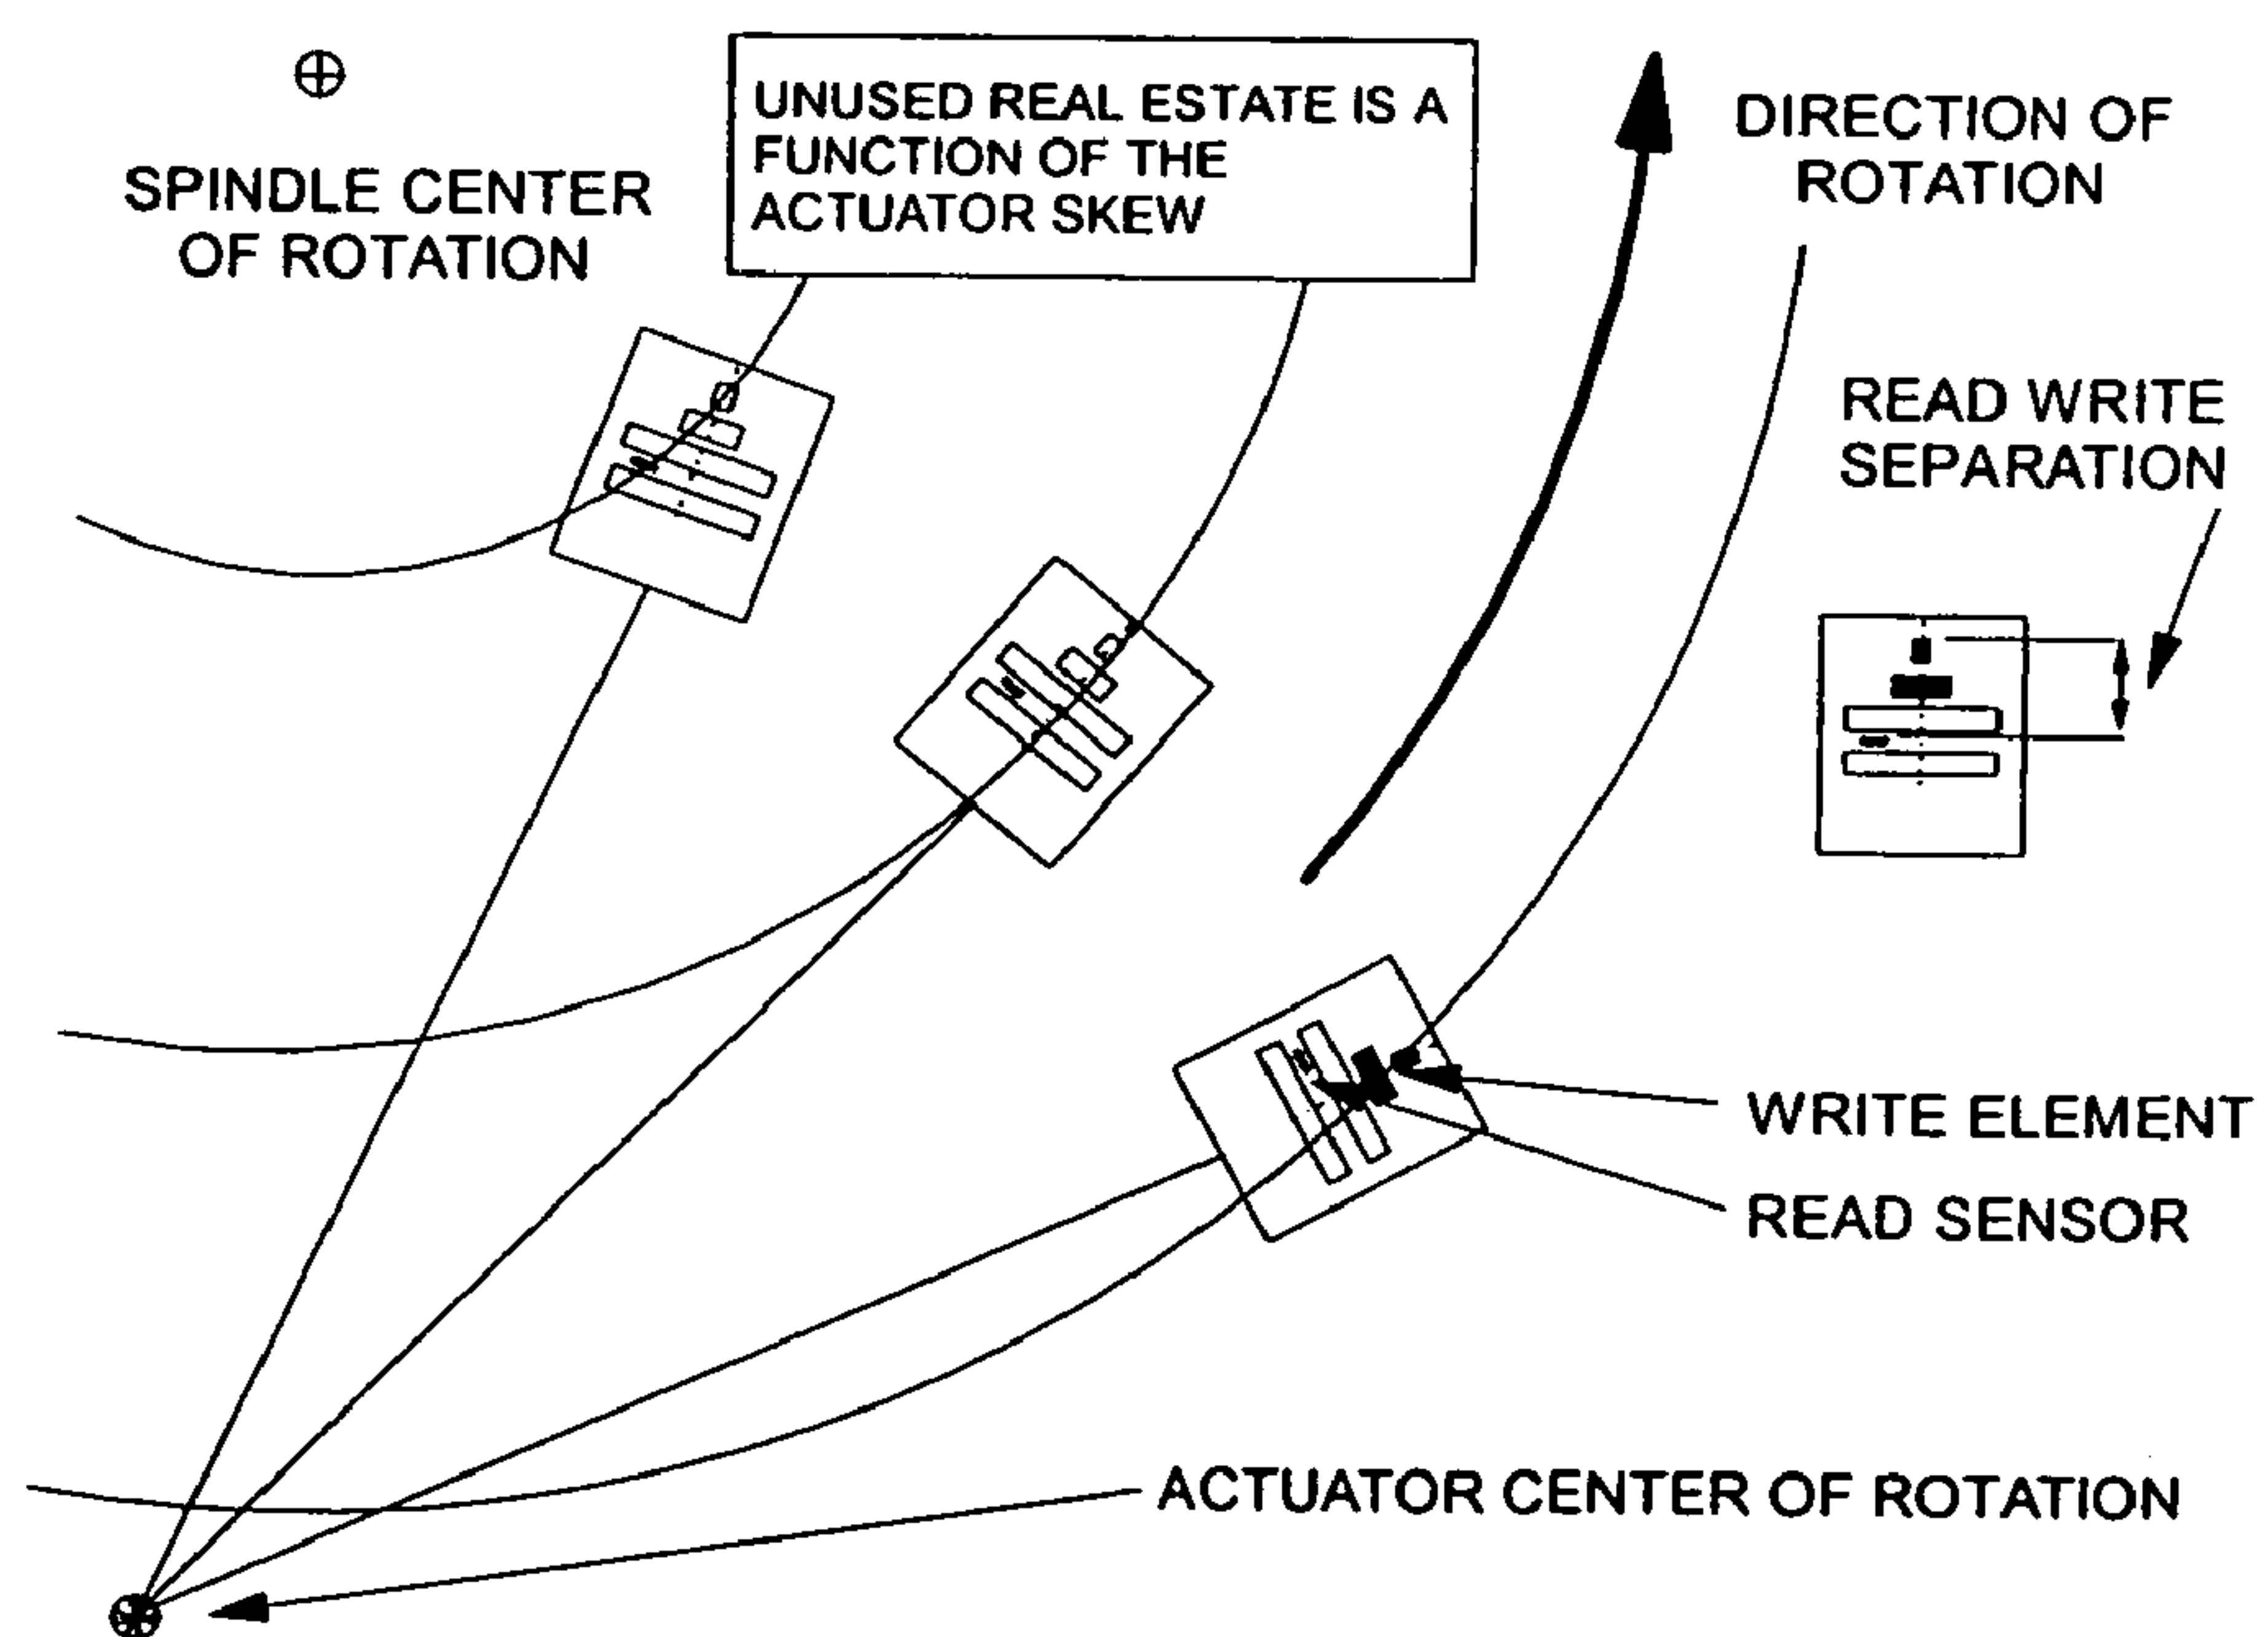 SPINDLE CENTER
OF ROTATION
UNUSED REAL ESTATE IS A
FUNCTION OF THE
ACTUATOR SKEW
DIRECTION OF
ROTATION
READ WRITE
SEPARATION
WRITE ELEMENT
READ SENSOR
ACTUATOR CENTER OF ROTATION